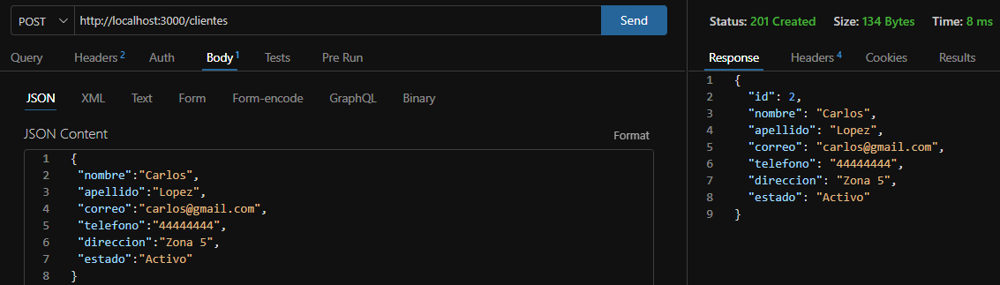 POST http://localhost:3000/clientes Send
Query Headers 2 Auth Body 1 Tests Pre Run
JSON XML Text Form Form-encode GraphQL Binary
JSON Content Format
1 {
2 "nombre":"Carlos",
3 "apellido":"Lopez",
4 "correo":"carlos@gmail.com",
5 "telefono":"44444444",
6 "direccion":"Zona 5",
7 "estado":"Activo"
8 }
Status: 201 Created Size: 134 Bytes Time: 8 ms
Response Headers 4 Cookies Results
1 {
2 "id": 2,
3 "nombre": "Carlos",
4 "apellido": "Lopez",
5 "correo": "carlos@gmail.com",
6 "telefono": "44444444",
7 "direccion": "Zona 5",
8 "estado": "Activo"
9 }